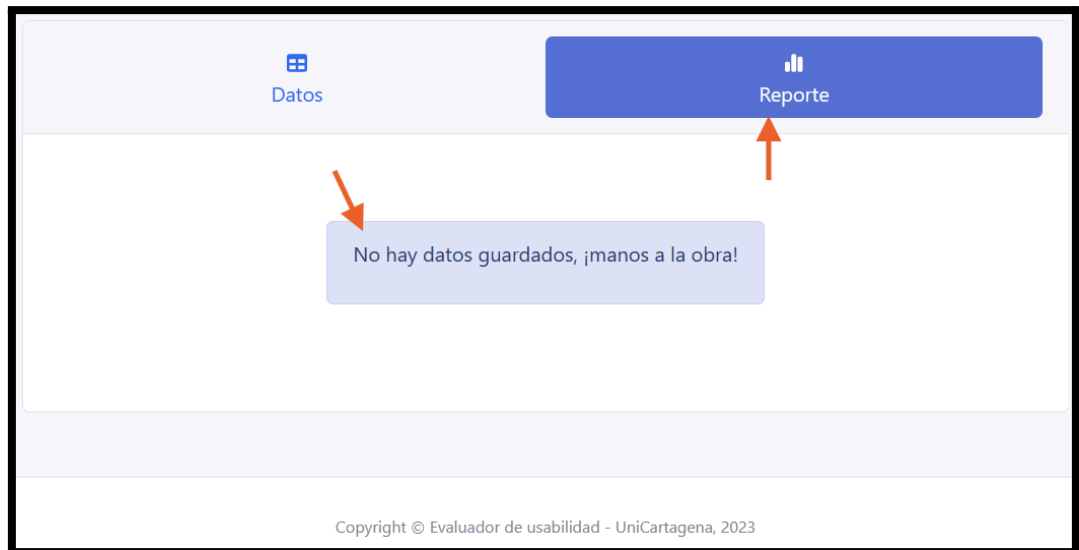 Datos
Reporte
No hay datos guardados, ¡manos a la obra!
Copyright © Evaluador de usabilidad - UniCartagena, 2023